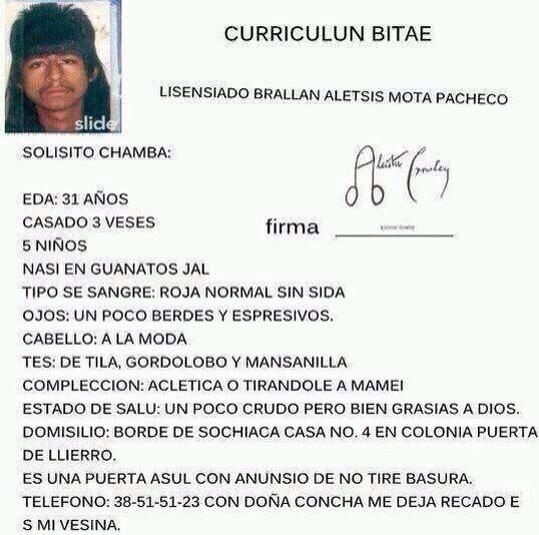 CURRICULUN BITAE
LISENSIADO BRALLAN ALETSIS MOTA PACHECO
slide
SOLISITO CHAMBA:
Aleister Crowley
EDA: 31 AÑOS
CASADO 3 VESES
firma
5 NIÑOS
NASI EN GUANATOS JAL
TIPO SE SANGRE: ROJA NORMAL SIN SIDA
OJOS: UN POCO BERDES Y ESPRESIVOS.
CABELLO: A LA MODA
TES: DE TILA, GORDOLOBO Y MANSANILLA
COMPLECCION: ACLETICA O TIRANDOLE A MAMEI
ESTADO DE SALU: UN POCO CRUDO PERO BIEN GRASIAS A DIOS.
DOMISILIO: BORDE DE SOCHIACA CASA NO. 4 EN COLONIA PUERTA
DE LLIERRO.
ES UNA PUERTA ASUL CON ANUNSIO DE NO TIRE BASURA.
TELEFONO: 38-51-51-23 CON DOÑA CONCHA ME DEJA RECADO E
S MI VESINA.